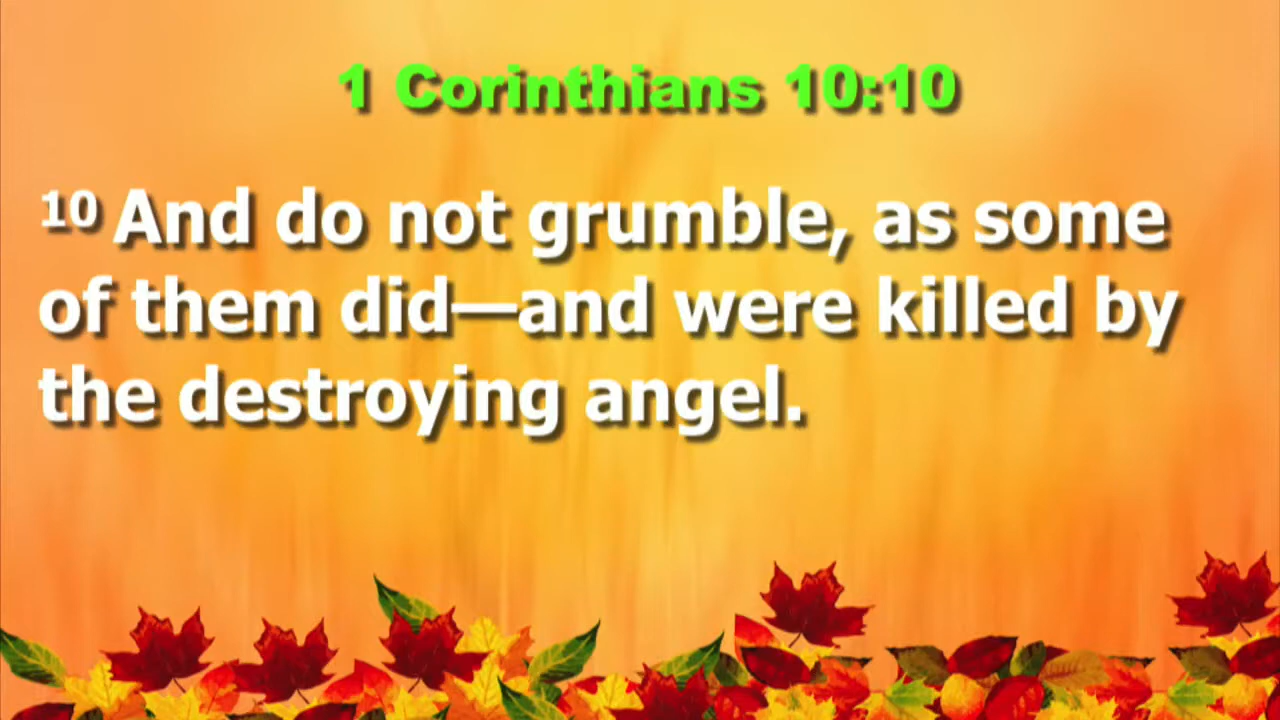 1 Corinthians 10:10
10 And do not grumble, as some
of them did—and were killed by
the destroying angel.